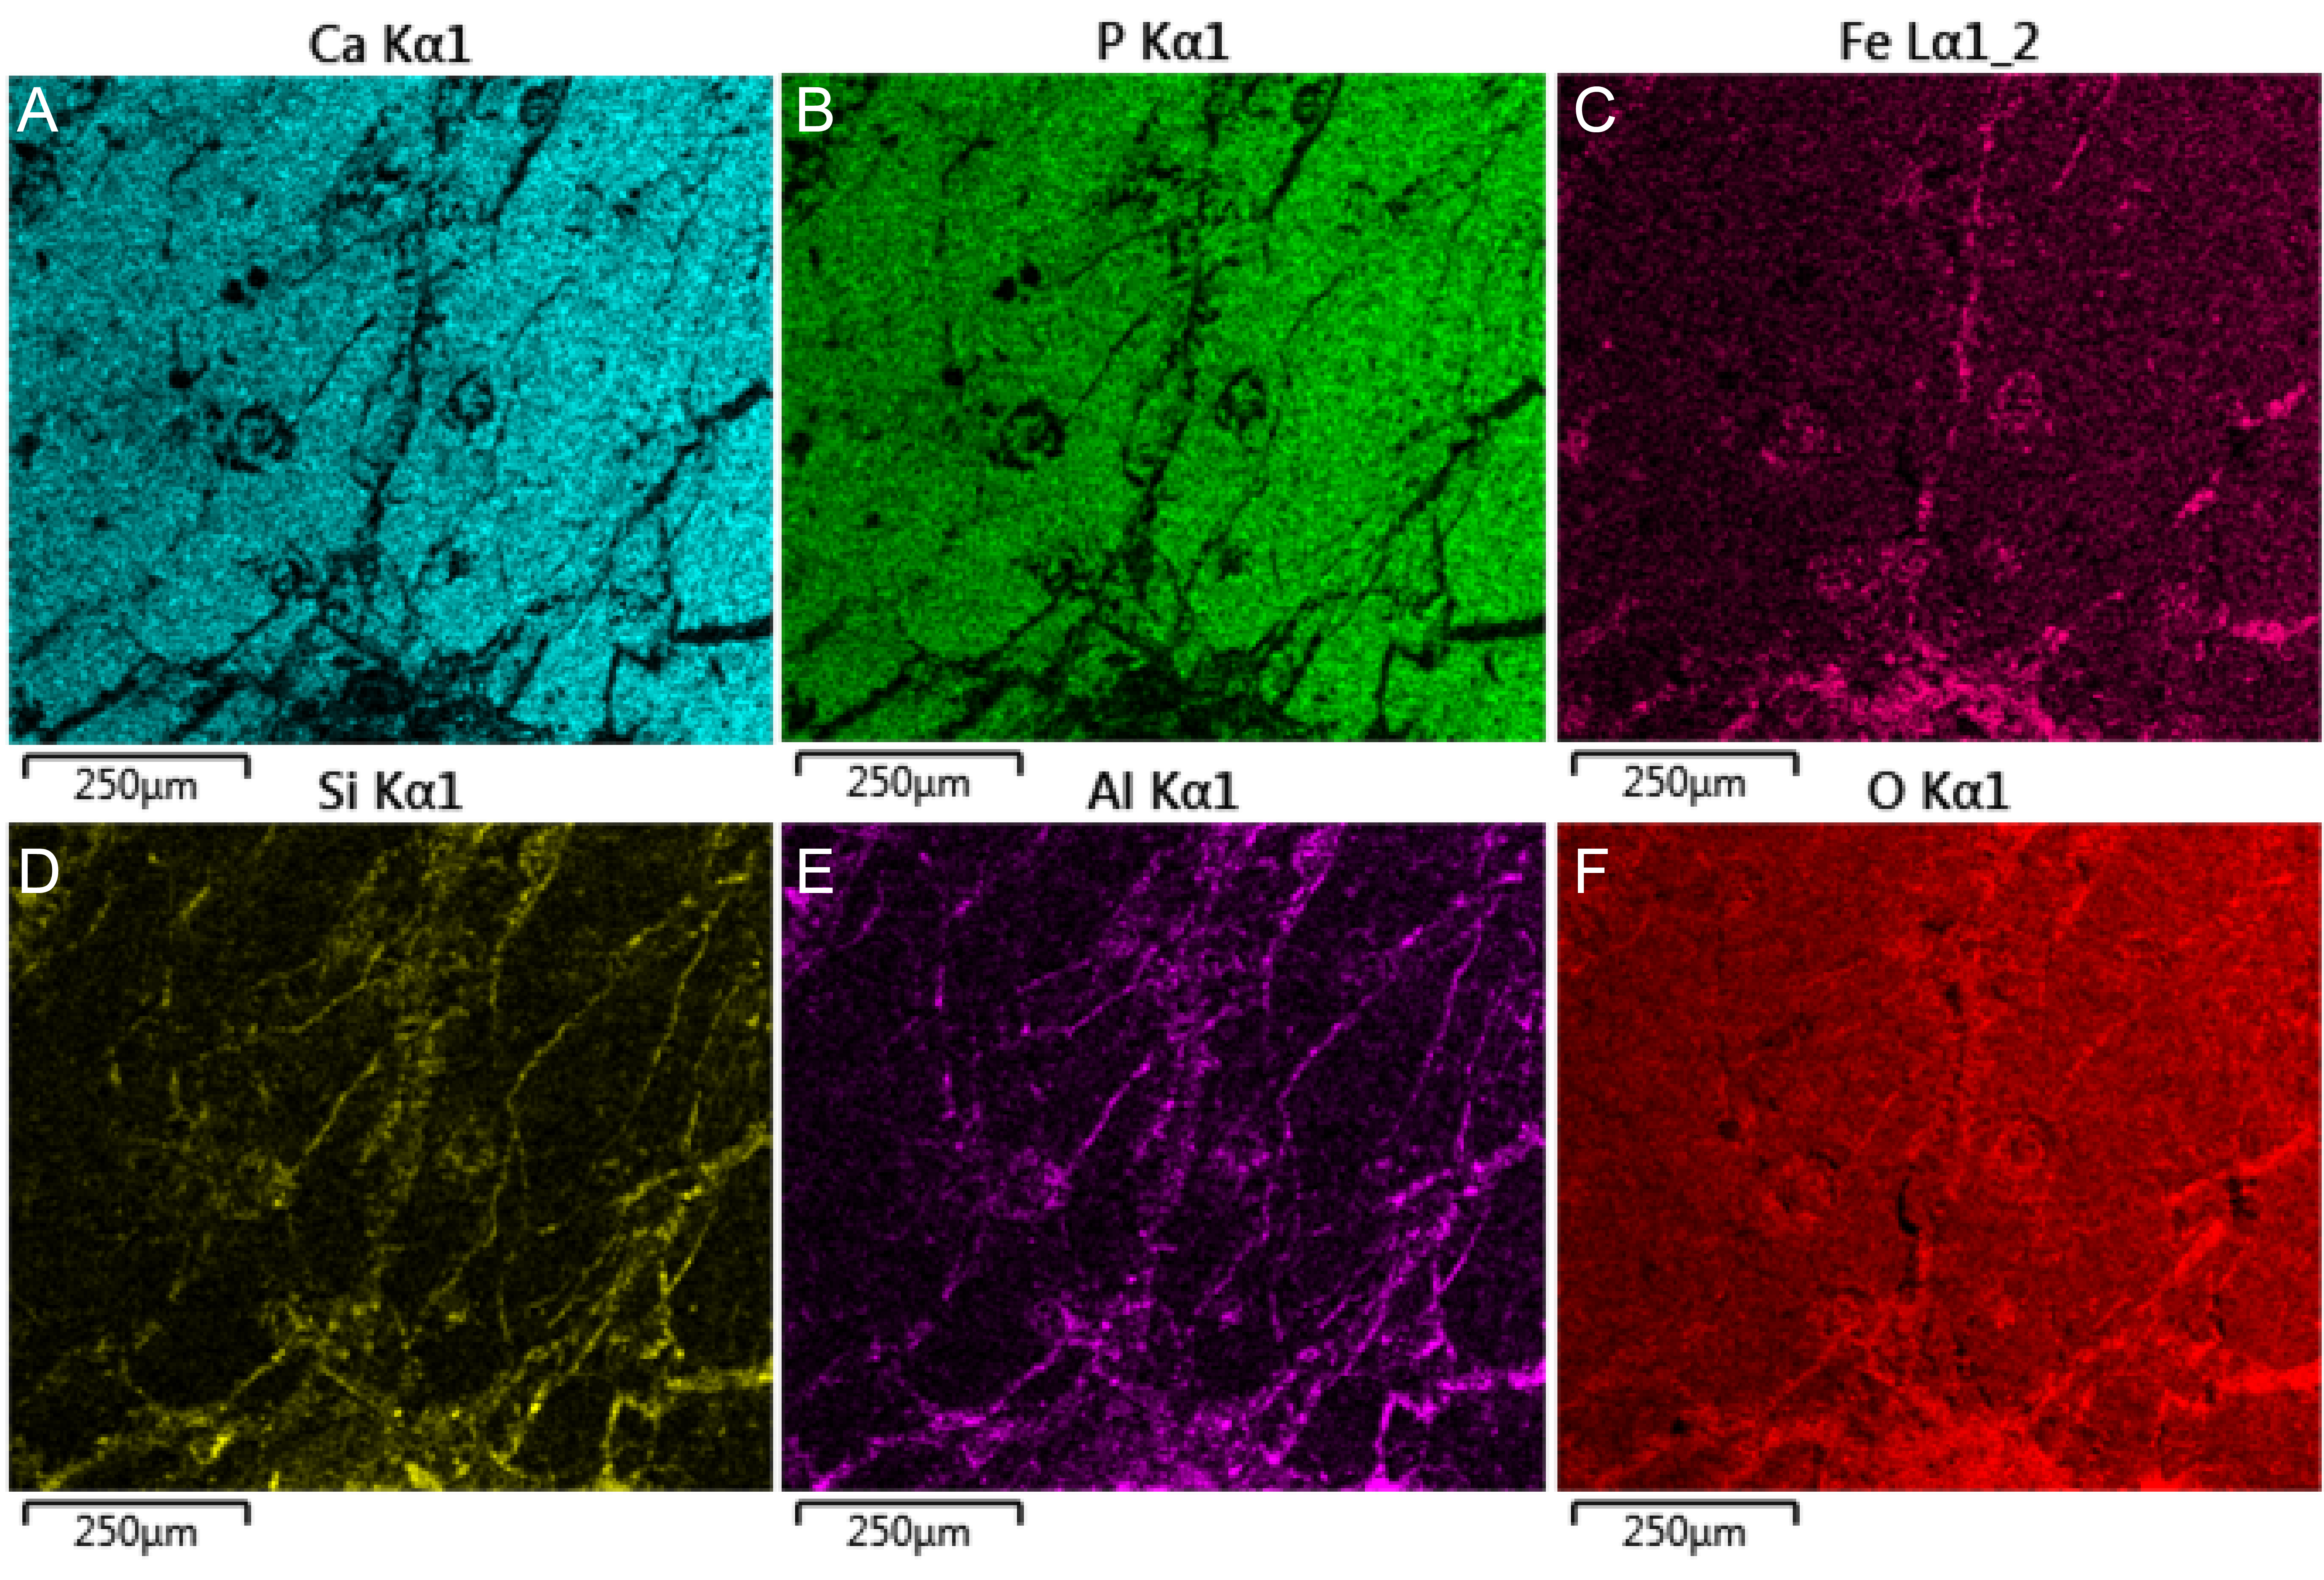 Ca Kα1
P Kα1
Fe Lα1_2
A
B
C
250µm
250µm
250µm
Si Kα1
Al Kα1
O Kα1
D
E
F
250µm
250µm
250µm